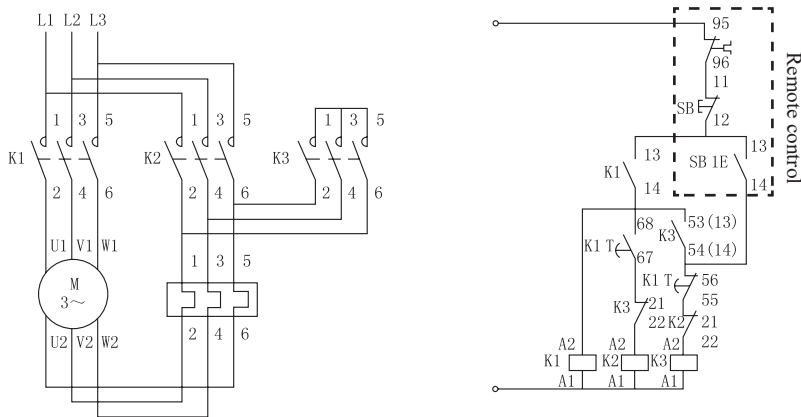 L1 L2 L3
1 3 5
K1
2 4 6
1 3 5
K2
2 4 6
1 3 5
K3
2 4 6
U1 V1 W1
M
3～
U2 V2 W2
1 3 5
2 4 6
95
96
11
SB
12
13
SB 1E
14
Remote control
13
K1
14
68
K1 T
67
53(13)
K3
54(14)
K1 T
56
55
K3
21
22
K2
21
22
A2
K1
A1
A2
K2
A1
A2
K3
A1